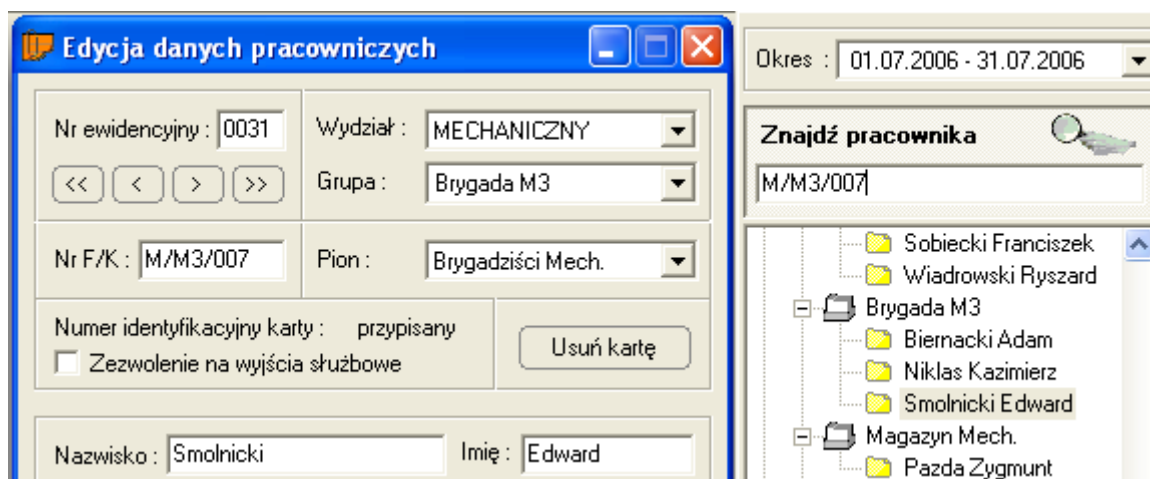 Edycja danych pracowniczych
Nr ewidencyjny : 0031
<< < > >>
Wydział : MECHANICZNY
Grupa : Brygada M3
Nr F/K : M/M3/007
Pion : Brygadziści Mech.
Numer identyfikacyjny karty : przypisany
Zezwolenie na wyjścia służbowe
Usuń kartę
Nazwisko : Smolnicki
Imię : Edward
Okres : 01.07.2006 - 31.07.2006
Znajdź pracownika
M/M3/007
Sobiecki Franciszek
Wiadrowski Ryszard
Brygada M3
Biernacki Adam
Niklas Kazimierz
Smolnicki Edward
Magazyn Mech.
Pazda Zygmunt